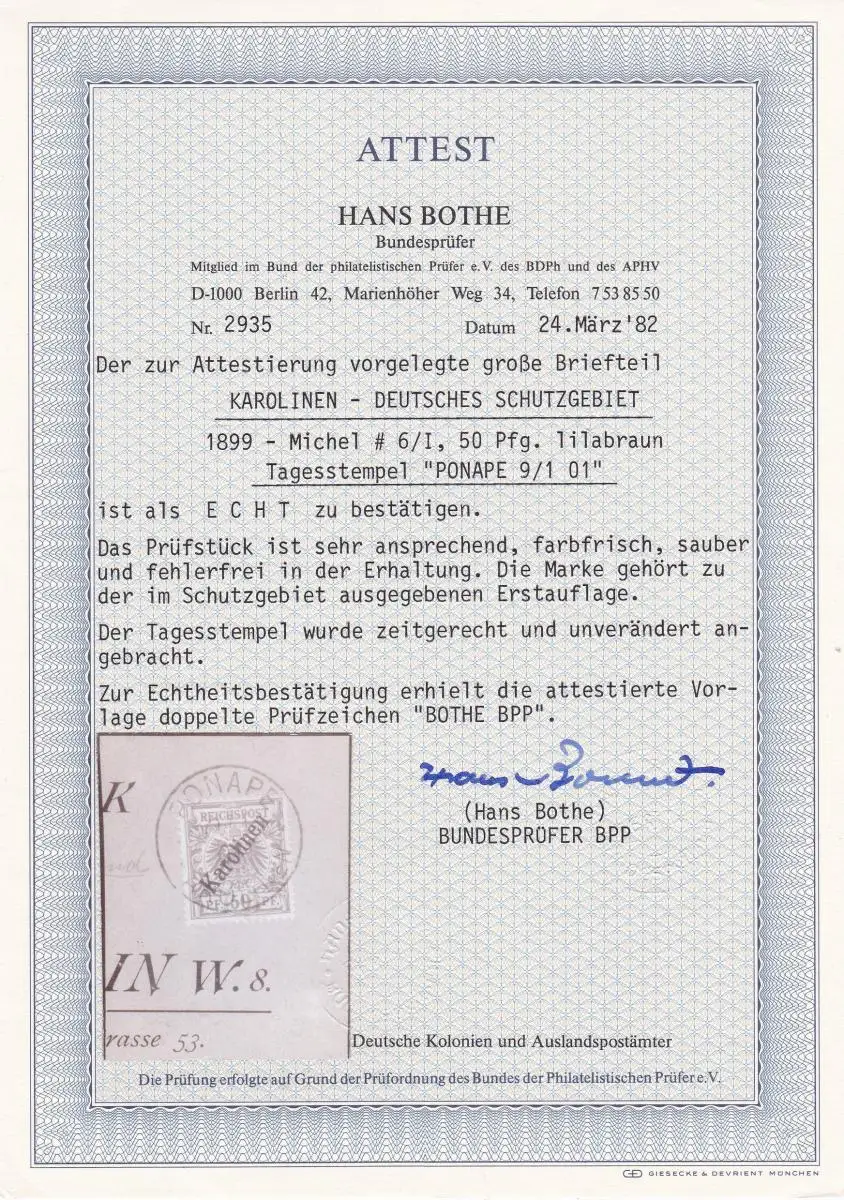 ATTEST
HANS BOTHE
Bundesprüfer
Mitglied im Bund der philatelistischen Prüfer e.V. des BDPh und des APHV
D-1000 Berlin 42, Marienhöher Weg 34, Telefon 7 53 85 50
Nr. 2935 Datum 24.März'82
Der zur Attestierung vorgelegte große Briefteil
KAROLINEN - DEUTSCHES SCHUTZGEBIET
1899 - Michel # 6/I, 50 Pfg. lilabraun
Tagesstempel "PONAPE 9/1 01"
ist als E C H T zu bestätigen.
Das Prüfstück ist sehr ansprechend, farbfrisch, sauber
und fehlerfrei in der Erhaltung. Die Marke gehört zu
der im Schutzgebiet ausgegebenen Erstauflage.
Der Tagesstempel wurde zeitgerecht und unverändert an-
gebracht.
Zur Echtheitsbestätigung erhielt die attestierte Vor-
lage doppelte Prüfzeichen "BOTHE BPP".
(Hans Bothe)
BUNDESPRÜFER BPP
K
PONAPE
REICHSPOST
Karolinen
PF. 50 PF.
IN W. 8.
rasse 53.
Deutsche Kolonien und Auslandspostämter
Die Prüfung erfolgte auf Grund der Prüfordnung des Bundes der Philatelistischen Prüfer e.V.
GIESECKE & DEVRIENT MÜNCHEN